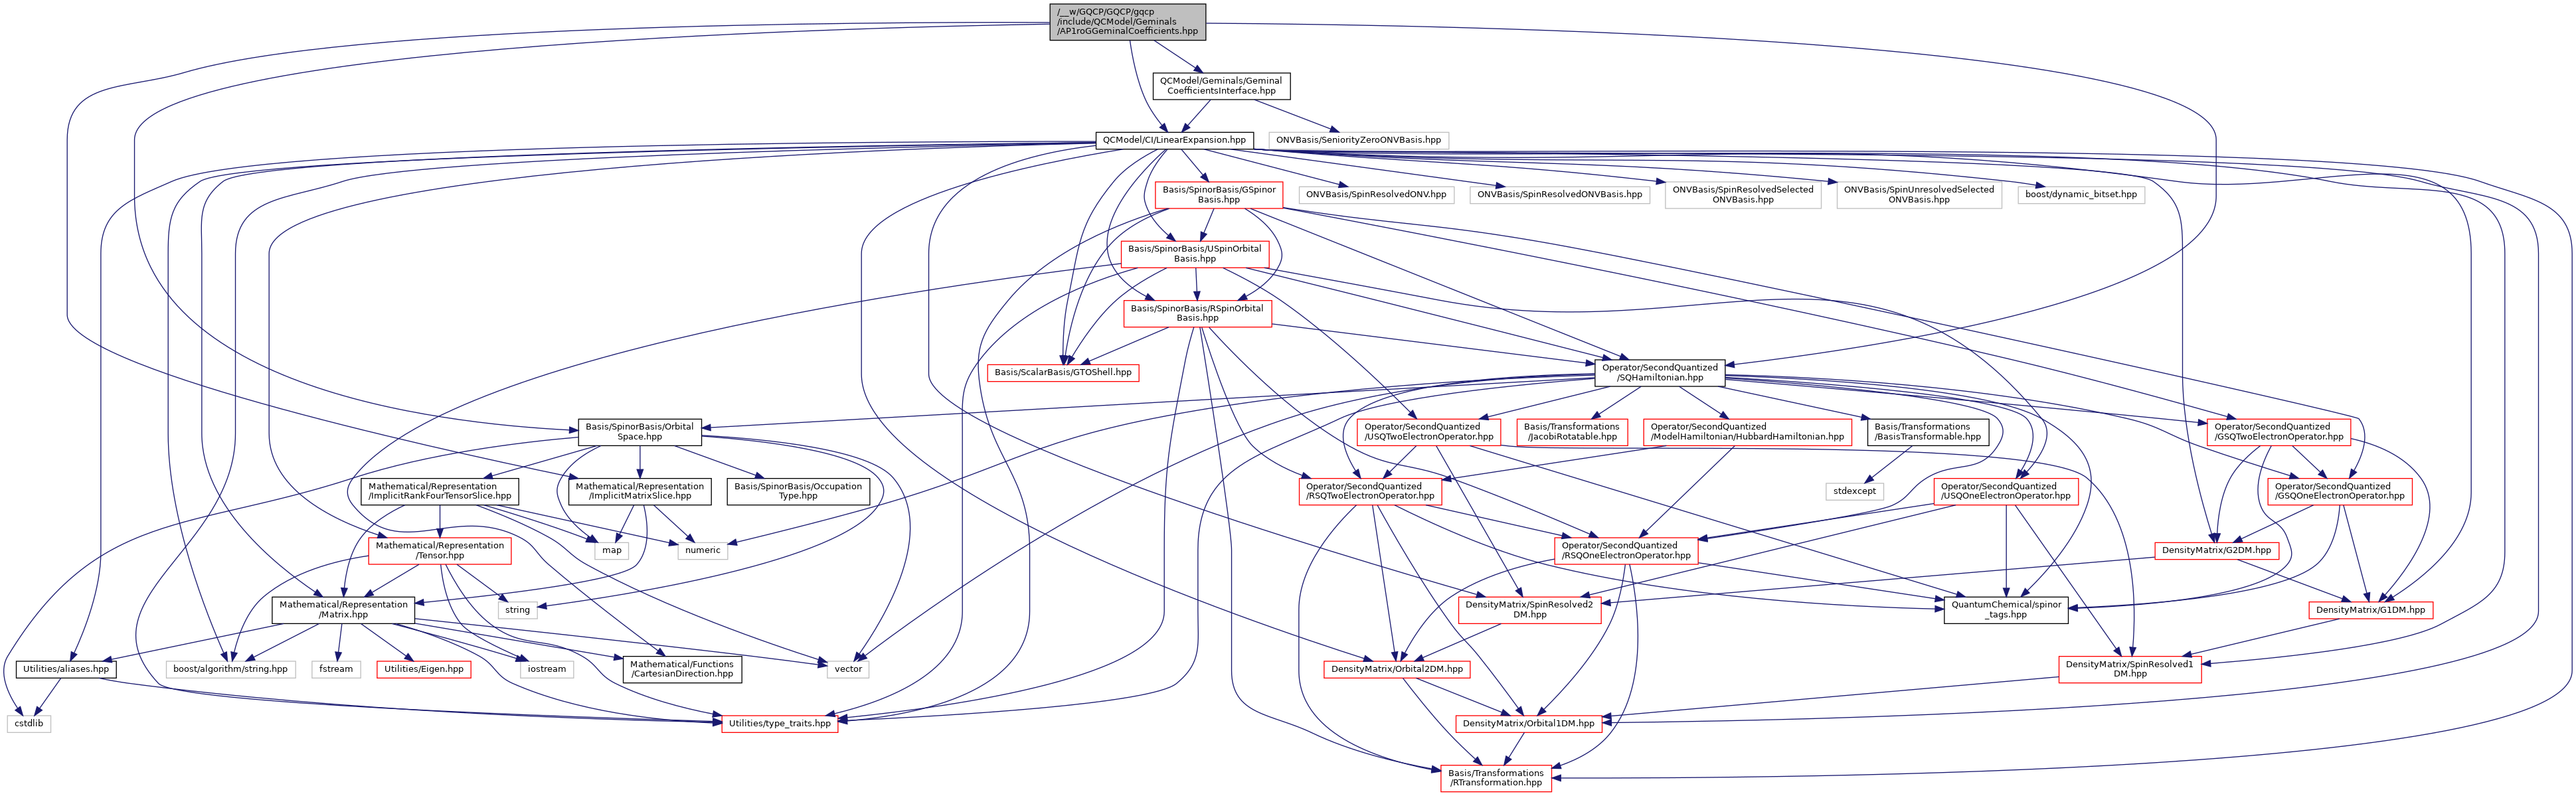 /__w/GQCP/GQCP/gqcp
/include/QCModel/Geminals
/AP1roGGeminalCoefficients.hpp
QCModel/Geminals/Geminal
CoefficientsInterface.hpp
QCModel/CI/LinearExpansion.hpp
ONVBasis/SeniorityZeroONVBasis.hpp
Basis/SpinorBasis/GSpinor
Basis.hpp
ONVBasis/SpinResolvedONV.hpp
ONVBasis/SpinResolvedONVBasis.hpp
ONVBasis/SpinResolvedSelected
ONVBasis.hpp
ONVBasis/SpinUnresolvedSelected
ONVBasis.hpp
boost/dynamic_bitset.hpp
Basis/SpinorBasis/USpinOrbital
Basis.hpp
Basis/SpinorBasis/RSpinOrbital
Basis.hpp
Basis/ScalarBasis/GTOShell.hpp
Operator/SecondQuantized
/SQHamiltonian.hpp
Basis/SpinorBasis/Orbital
Space.hpp
Operator/SecondQuantized
/USQTwoElectronOperator.hpp
Basis/Transformations
/JacobiRotatable.hpp
Operator/SecondQuantized
/ModelHamiltonian/HubbardHamiltonian.hpp
Basis/Transformations
/BasisTransformable.hpp
Operator/SecondQuantized
/GSQTwoElectronOperator.hpp
Mathematical/Representation
/ImplicitRankFourTensorSlice.hpp
Mathematical/Representation
/ImplicitMatrixSlice.hpp
Basis/SpinorBasis/Occupation
Type.hpp
Operator/SecondQuantized
/RSQTwoElectronOperator.hpp
stdexcept
Operator/SecondQuantized
/USQOneElectronOperator.hpp
Operator/SecondQuantized
/GSQOneElectronOperator.hpp
Mathematical/Representation
/Tensor.hpp
map
numeric
Operator/SecondQuantized
/RSQOneElectronOperator.hpp
DensityMatrix/G2DM.hpp
Mathematical/Representation
/Matrix.hpp
string
DensityMatrix/SpinResolved2
DM.hpp
QuantumChemical/spinor
_tags.hpp
DensityMatrix/G1DM.hpp
Utilities/aliases.hpp
boost/algorithm/string.hpp
fstream
Utilities/Eigen.hpp
iostream
Mathematical/Functions
/CartesianDirection.hpp
vector
DensityMatrix/Orbital2DM.hpp
DensityMatrix/SpinResolved1
DM.hpp
cstdlib
Utilities/type_traits.hpp
DensityMatrix/Orbital1DM.hpp
Basis/Transformations
/RTransformation.hpp